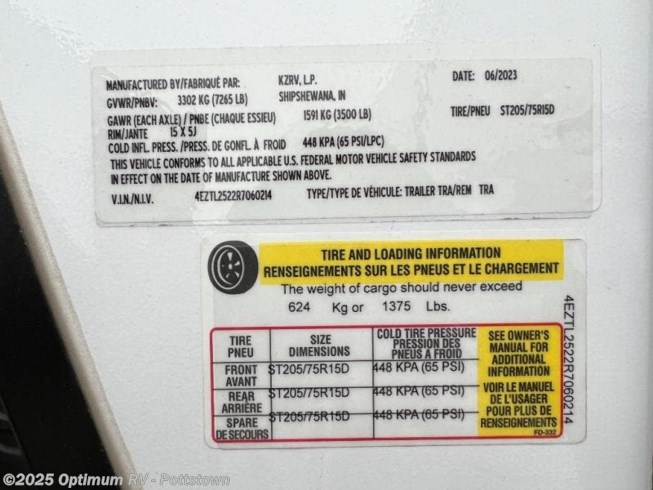 MANUFACTURED BY/FABRIQUÉ PAR: KZRV, L.P. DATE: 06/2023
GVWR/PNBV: 3302 KG (7265 LB) SHIPSHEWANA, IN
GAWR (EACH AXLE) / PNBE (CHAQUE ESSIEU) 1591 KG (3500 LB) TIRE/PNEU ST205/75R15D
RIM/JANTE 15 X 5J
COLD INFL. PRESS. /PRESS. DE GONFL. À FROID 448 KPA (65 PSI/LPC)
THIS VEHICLE CONFORMS TO ALL APPLICABLE U.S. FEDERAL MOTOR VEHICLE SAFETY STANDARDS
IN EFFECT ON THE DATE OF MANUFACTURE SHOWN ABOVE.
V.I.N./N.I.V. 4EZTL2522R7060214 TYPE/TYPE DE VÉHICULE: TRAILER TRA/REM TRA
TIRE AND LOADING INFORMATION
RENSEIGNEMENTS SUR LES PNEUS ET LE CHARGEMENT
The weight of cargo should never exceed
624 Kg or 1375 Lbs.
TIRE
PNEU
SIZE
DIMENSIONS
COLD TIRE PRESSURE
PRESSION DES
PNEUS A FROID
FRONT
AVANT
ST205/75R15D
448 KPA (65 PSI)
REAR
ARRIÈRE
ST205/75R15D
448 KPA (65 PSI)
SPARE
DE SECOURS
ST205/75R15D
448 KPA (65 PSI)
SEE OWNER'S
MANUAL FOR
ADDITIONAL
INFORMATION
VOIR LE MANUEL
DE L'USAGER
POUR PLUS DE
RENSEIGNEMENTS
FD-332
4EZTL2522R7060214
©2025 Optimum RV - Pottstown